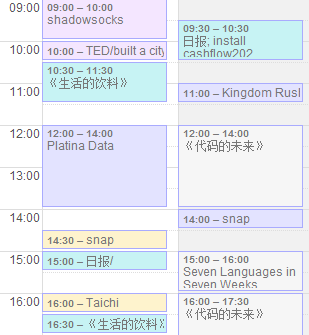 09:00
09:00 – 10:00
shadowsocks
10:00
10:00 – TED/built a city
10:30 – 11:30
《生活的饮料》
11:00
12:00
12:00 – 14:00
Platina Data
13:00
14:00
14:30 – snap
15:00
15:00 – 日报/
16:00
16:00 – Taichi
16:30 – 《生活的饮料》
09:30 – 10:30
日报; install
cashflow202
11:00 – Kingdom Rus
12:00 – 14:00
《代码的未来》
14:00 – snap
15:00 – 16:00
Seven Languages in
Seven Weeks
16:00 – 17:30
《代码的未来》